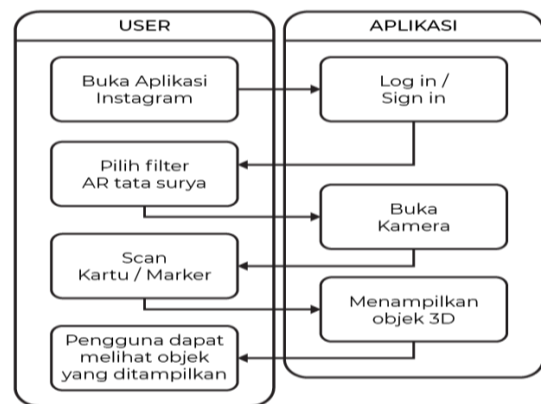 USER
APLIKASI
Buka Aplikasi
Instagram
Log in /
Sign in
Pilih filter
AR tata surya
Buka
Kamera
Scan
Kartu / Marker
Menampilkan
objek 3D
Pengguna dapat
melihat objek
yang ditampilkan